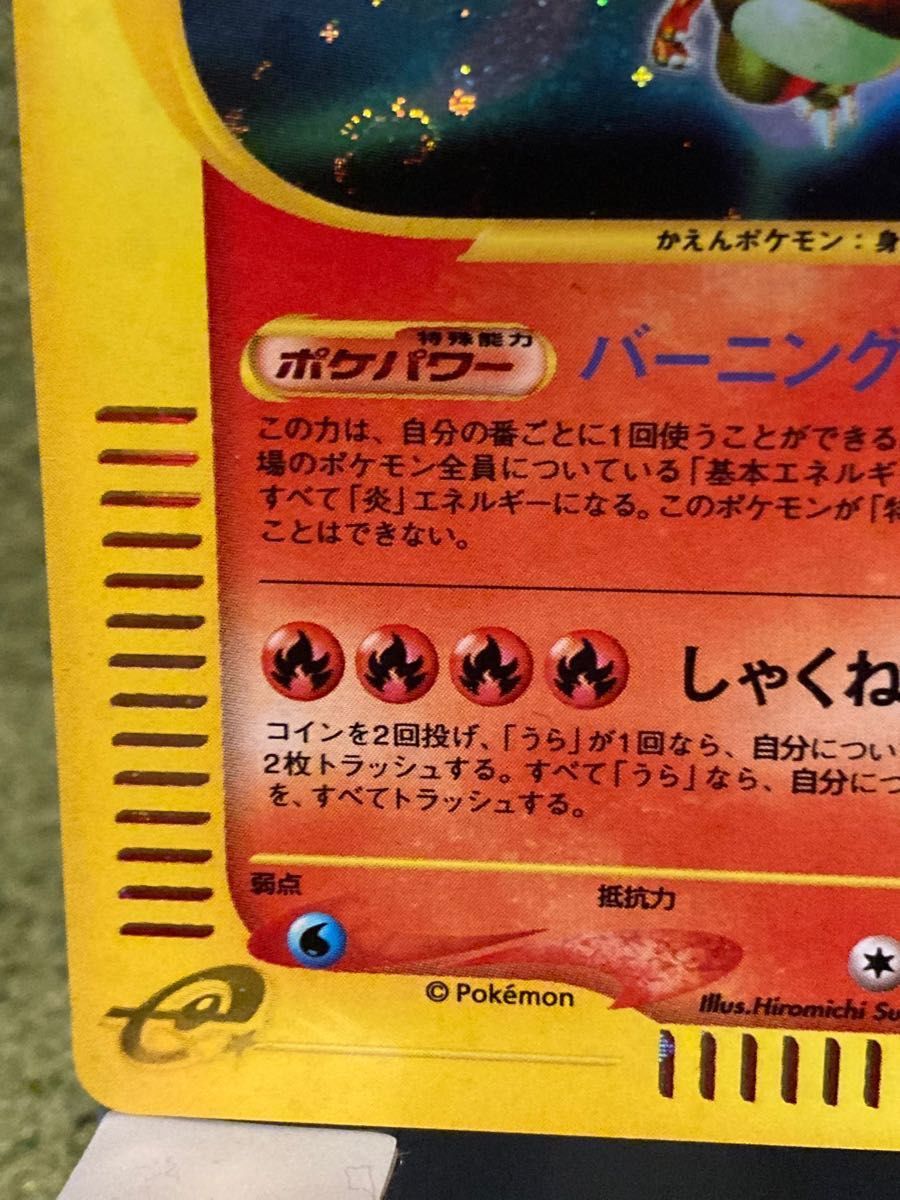 かえんポケモン：身
特殊能力
ポケパワー バーニング
この力は、自分の番ごとに1回使うことができる
場のポケモン全員についている「基本エネルギ
すべて「炎」エネルギーになる。このポケモンが「特
ことはできない。
しゃくね
コインを2回投げ、「うら」が1回なら、自分につい
2枚トラッシュする。すべて「うら」なら、自分につ
を、すべてトラッシュする。
弱点 抵抗力
© Pokémon
Illus.Hiromichi Su
e